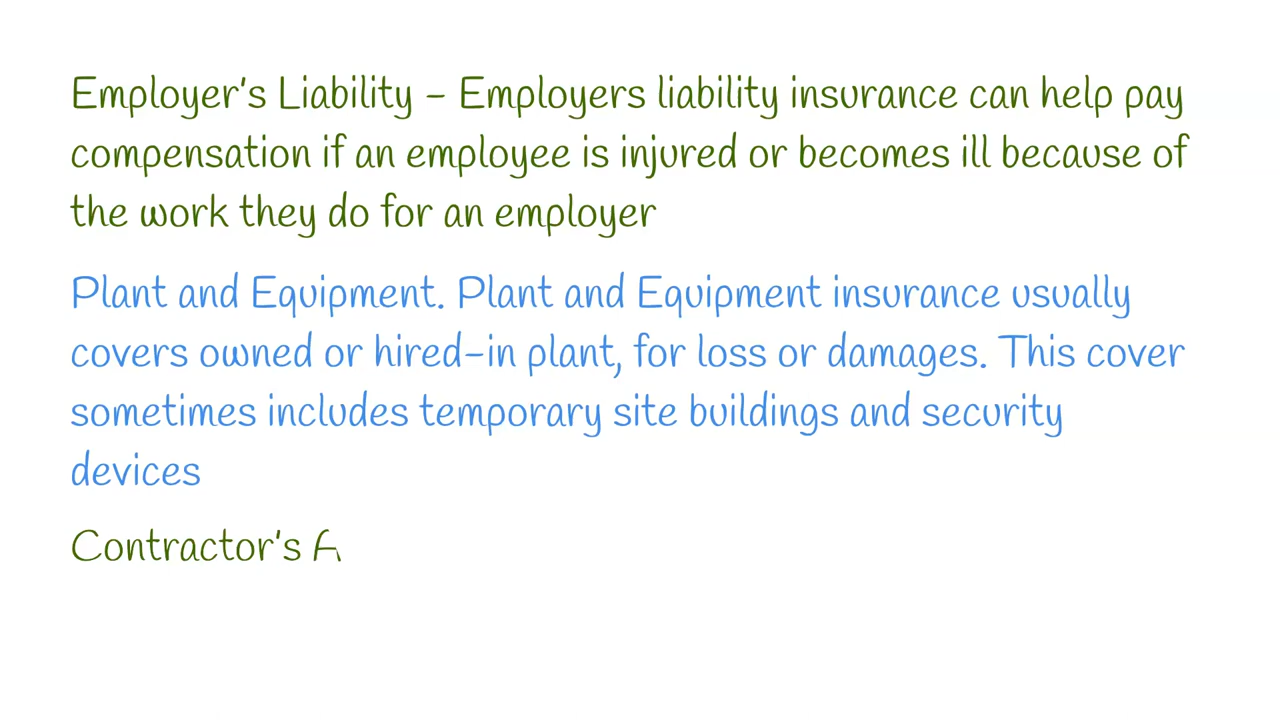 Employer's Liability - Employers liability insurance can help pay
compensation if an employee is injured or becomes ill because of
the work they do for an employer
Plant and Equipment. Plant and Equipment insurance usually
covers owned or hired-in plant, for loss or damages. This cover
sometimes includes temporary site buildings and security
devices
Contractor's